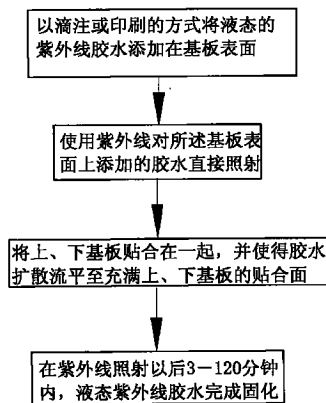 以滴注或印刷的方式将液态的
紫外线胶水添加在基板表面
使用紫外线对所述基板表
面上添加的胶水直接照射
将上、下基板贴合在一起，并使得胶水
扩散流平至充满上、下基板的贴合面
在紫外线照射以后3－120分钟
内，液态紫外线胶水完成固化